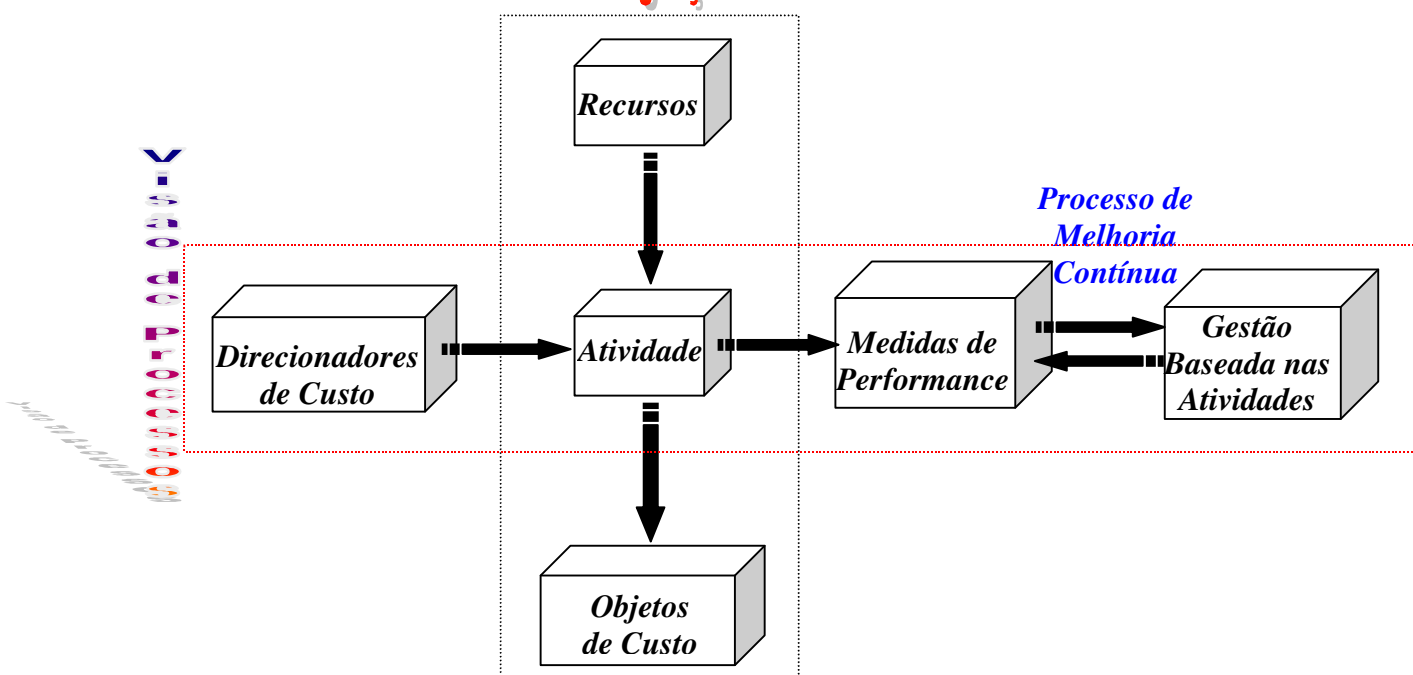 Recursos
Visao de Processos
Processo de
Melhoria
Contínua
Direcionadores
de Custo
Atividade
Medidas de
Performance
Gestão
Baseada nas
Atividades
Objetos
de Custo